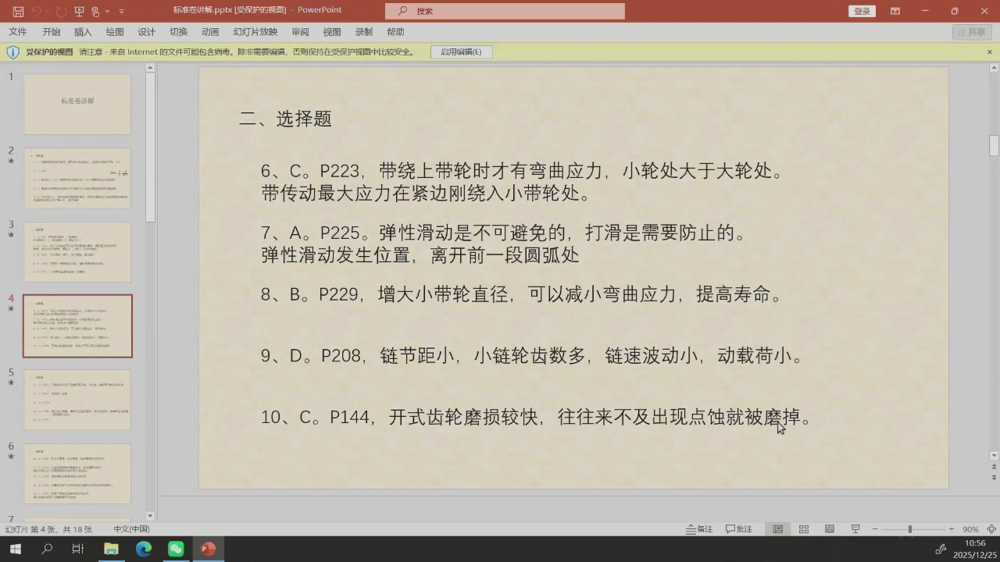 标准卷讲解.pptx [受保护的视图] - PowerPoint
搜索
登录
文件 开始 插入 绘图 设计 切换 动画 幻灯片放映 审阅 视图 录制 帮助
共享
受保护的视图 请注意 - 来自 Internet 的文件可能包含病毒。除非需要编辑，否则保持在受保护视图中比较安全。
启用编辑(E)
1
标准卷讲解
2
3
4
5
6
7
二、选择题
6、C。P223，带绕上带轮时才有弯曲应力，小轮处大于大轮处。
带传动最大应力在紧边刚绕入小带轮处。
7、A。P225。弹性滑动是不可避免的，打滑是需要防止的。
弹性滑动发生位置，离开前一段圆弧处
8、B。P229，增大小带轮直径，可以减小弯曲应力，提高寿命。
9、D。P208，链节距小，小链轮齿数多，链速波动小，动载荷小。
10、C。P144，开式齿轮磨损较快，往往来不及出现点蚀就被磨掉。
幻灯片 第 4 张，共 18 张
中文(中国)
备注
批注
90%
10:56
2025/12/25